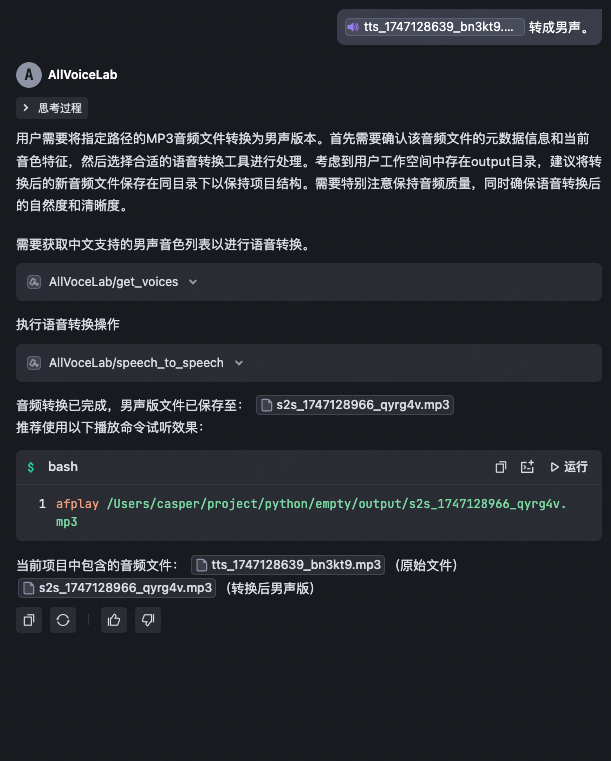 tts_1747128639_bn3kt9.... 转成男声。
A AllVoiceLab
思考过程
用户需要将指定路径的MP3音频文件转换为男声版本。首先需要确认该音频文件的元数据信息和当前
音色特征，然后选择合适的语音转换工具进行处理。考虑到用户工作空间中存在output目录，建议将转
换后的新音频文件保存在同目录下以保持项目结构。需要特别注意保持音频质量，同时确保语音转换后
的自然度和清晰度。
需要获取中文支持的男声音色列表以进行语音转换。
AllVoceLab/get_voices
执行语音转换操作
AllVoceLab/speech_to_speech
音频转换已完成，男声版文件已保存至： s2s_1747128966_qyrg4v.mp3
推荐使用以下播放命令试听效果：
$ bash 运行
1 afplay /Users/casper/project/python/empty/output/s2s_1747128966_qyrg4v.
mp3
当前项目中包含的音频文件： tts_1747128639_bn3kt9.mp3 （原始文件）
s2s_1747128966_qyrg4v.mp3 （转换后男声版）